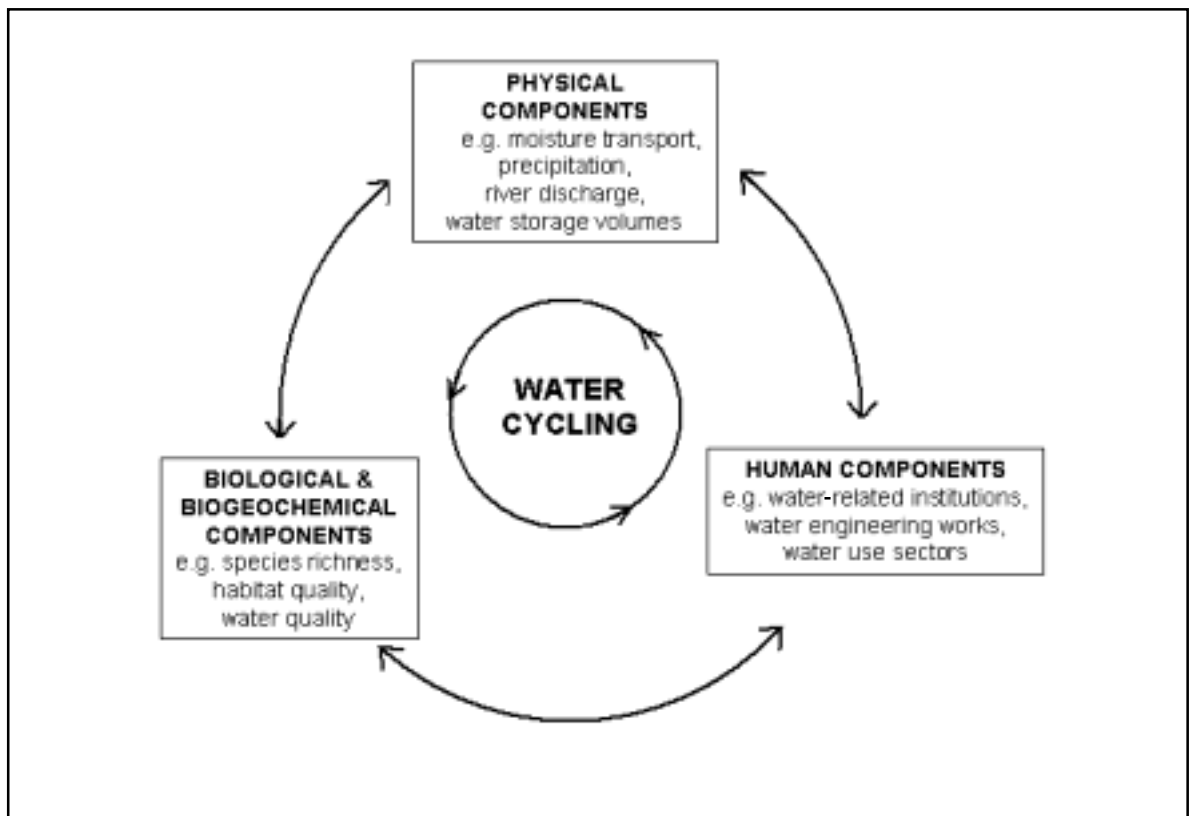 PHYSICAL
COMPONENTS
e.g. moisture transport,
precipitation,
river discharge,
water storage volumes
WATER
CYCLING
BIOLOGICAL &
BIOGEOCHEMICAL
COMPONENTS
e.g. species richness,
habitat quality,
water quality
HUMAN COMPONENTS
e.g. water-related institutions,
water engineering works,
water use sectors